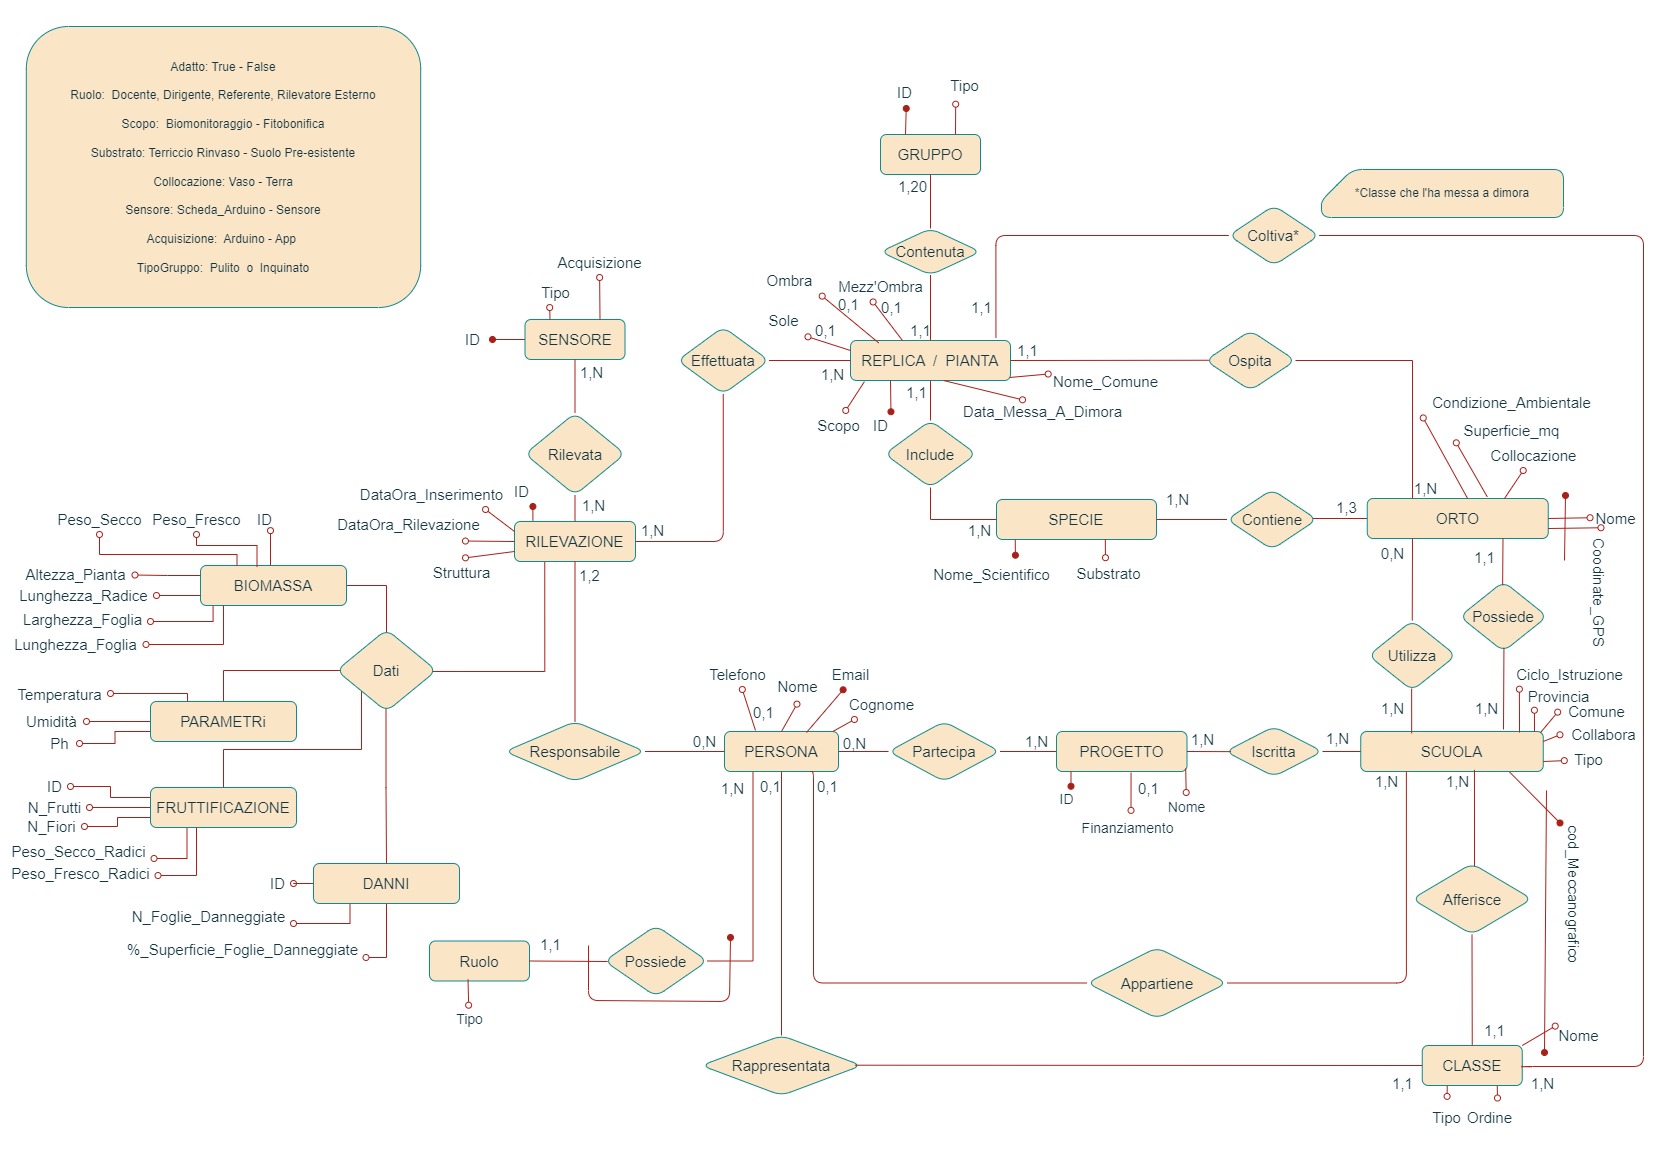 Adatto: True - False
Ruolo: Docente, Dirigente, Referente, Rilevatore Esterno
Scopo: Biomonitoraggio - Fitobonifica
Substrato: Terriccio Rinvaso - Suolo Pre-esistente
Collocazione: Vaso - Terra
Sensore: Scheda_Arduino - Sensore
Acquisizione: Arduino - App
TipoGruppo: Pulito o Inquinato
ID
Tipo
GRUPPO
1,20
Contenuta
*Classe che l'ha messa a dimora
Coltiva*
Acquisizione
Tipo
ID
SENSORE
1,N
Rilevata
1,N
Ombra
Mezz'Ombra
0,1
0,1
Sole
0,1
1,1
1,1
Effettuata
REPLICA / PIANTA
1,N
1,1
1,1
Ospita
Nome_Comune
Data_Messa_A_Dimora
Scopo
ID
Include
Condizione_Ambientale
Superficie_mq
Collocazione
1,N
1,N
SPECIE
1,N
Contiene
1,3
ORTO
Nome
Coodinate_GPS
Nome_Scientifico
Substrato
0,N
1,1
DataOra_Inserimento
ID
DataOra_Rilevazione
Struttura
RILEVAZIONE
1,N
1,2
Peso_Secco
Peso_Fresco
ID
Altezza_Pianta
BIOMASSA
Lunghezza_Radice
Larghezza_Foglia
Lunghezza_Foglia
Dati
Temperatura
Umidità
Ph
PARAMETRi
ID
N_Frutti
N_Fiori
FRUTTIFICAZIONE
Peso_Secco_Radici
Peso_Fresco_Radici
ID
DANNI
N_Foglie_Danneggiate
%_Superficie_Foglie_Danneggiate
Utilizza
Possiede
1,N
1,N
Ciclo_Istruzione
Provincia
Comune
Collabora
Tipo
Telefono
Nome
Email
Cognome
0,1
Responsabile
0,N
PERSONA
0,N
Partecipa
1,N
PROGETTO
1,N
Iscritta
1,N
SCUOLA
1,N
0,1
0,1
ID
0,1
Finanziamento
Nome
1,N
1,N
cod_Meccanografico
Afferisce
Ruolo
1,1
Possiede
Tipo
Appartiene
Rappresentata
1,1
Nome
CLASSE
1,1
1,N
Tipo
Ordine